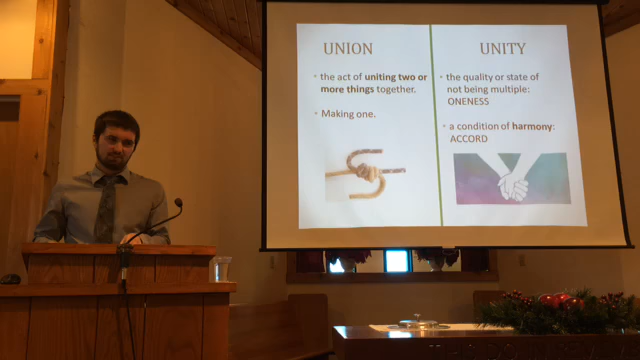 UNION
• the act of uniting two or
more things together.
• Making one.
UNITY
• the quality or state of
not being multiple:
ONENESS
• a condition of harmony:
ACCORD